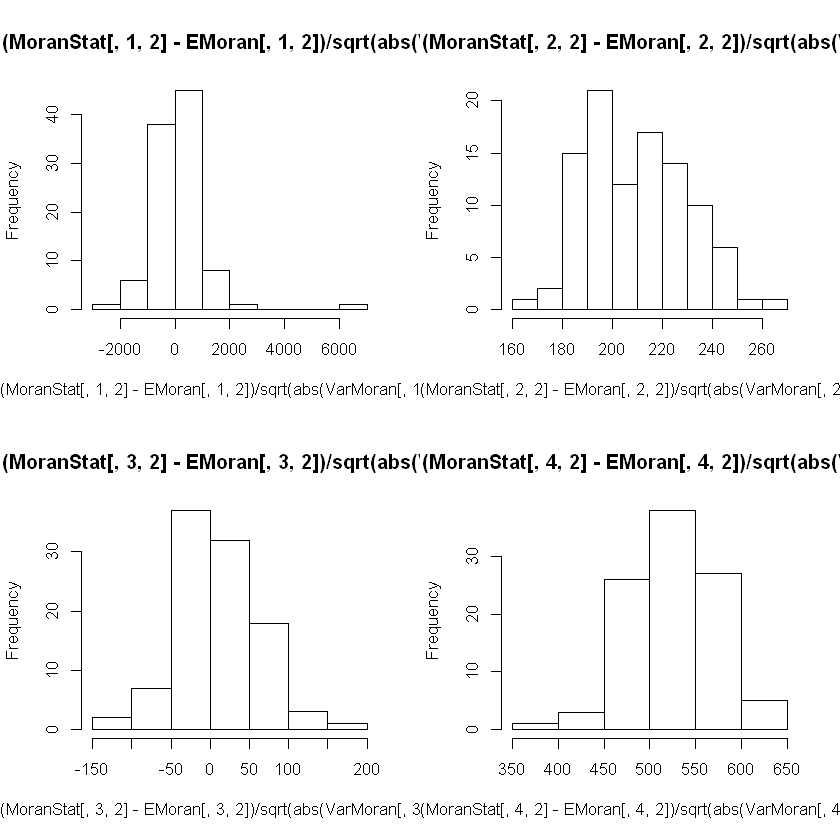 (MoranStat[, 1, 2] - EMoran[, 1, 2])/sqrt(abs(
Frequency
40
30
20
10
0
-2000 0 2000 4000 6000
(MoranStat[, 1, 2] - EMoran[, 1, 2])/sqrt(abs(VarMoran[, 1
(MoranStat[, 2, 2] - EMoran[, 2, 2])/sqrt(abs(
Frequency
20
15
10
5
0
160 180 200 220 240 260
(MoranStat[, 2, 2] - EMoran[, 2, 2])/sqrt(abs(VarMoran[, 2
(MoranStat[, 3, 2] - EMoran[, 3, 2])/sqrt(abs(
Frequency
30
20
10
0
-150 -50 0 50 100 200
(MoranStat[, 3, 2] - EMoran[, 3, 2])/sqrt(abs(VarMoran[, 3
(MoranStat[, 4, 2] - EMoran[, 4, 2])/sqrt(abs(
Frequency
30
20
10
0
350 400 450 500 550 600 650
(MoranStat[, 4, 2] - EMoran[, 4, 2])/sqrt(abs(VarMoran[, 4